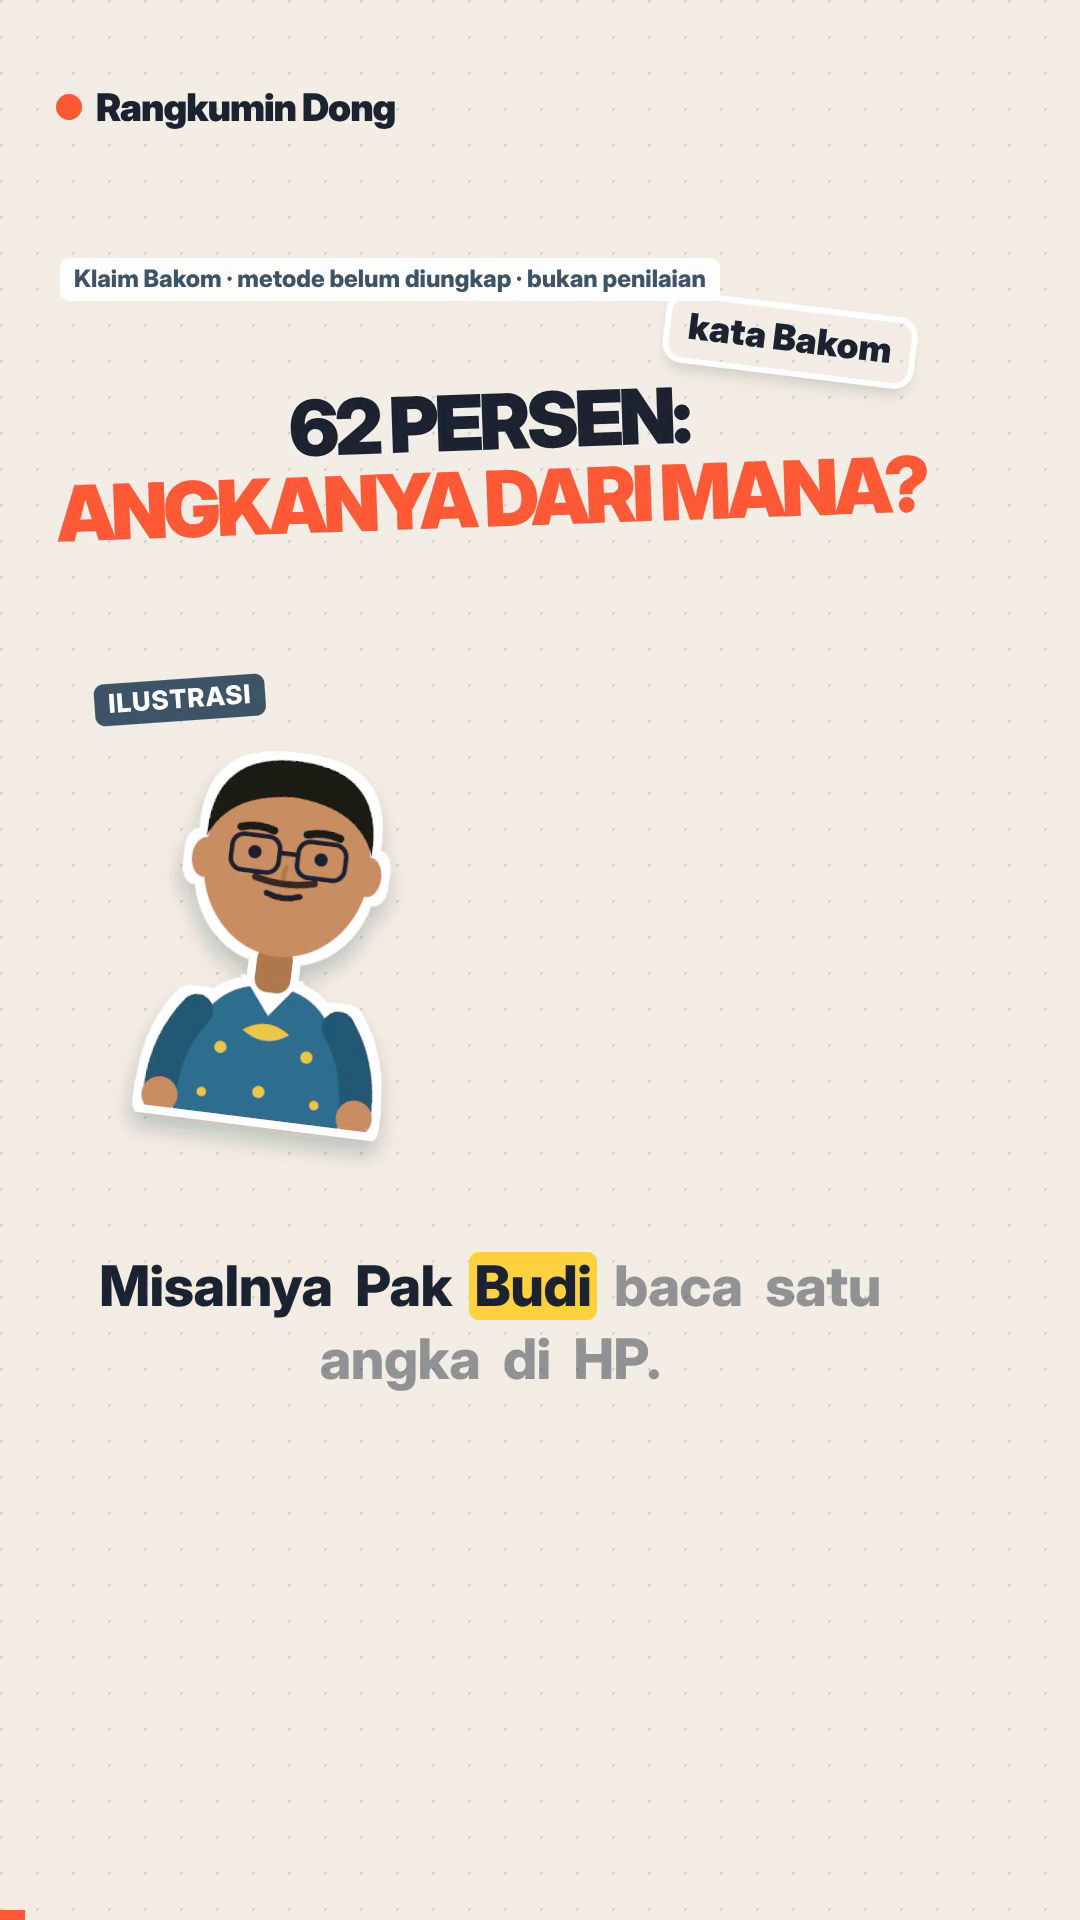 Rangkumin Dong
Klaim Bakom · metode belum diungkap · bukan penilaian
kata Bakom
62 PERSEN:
ANGKANYA DARI MANA?
ILUSTRASI
Misalnya Pak Budi baca satu
angka di HP.